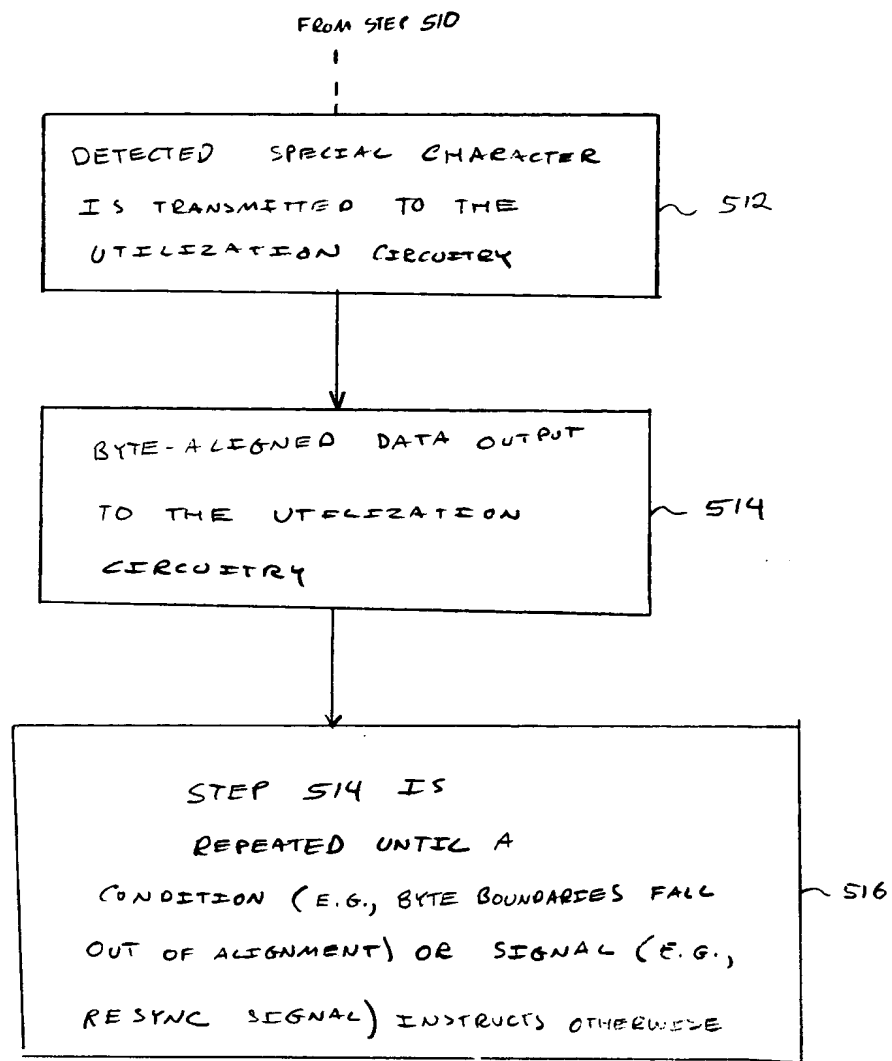 FROM STEP 510
DETECTED SPECIAL CHARACTER
IS TRANSMITTED TO THE
UTILIZATION CIRCUITRY
512
BYTE-ALIGNED DATA OUTPUT
TO THE UTILIZATION
CIRCUITRY
514
STEP 514 IS
REPEATED UNTIL A
CONDITION (E.G., BYTE BOUNDARIES FALL
OUT OF ALIGNMENT) OR SIGNAL (E.G.,
RESYNC SIGNAL) INSTRUCTS OTHERWISE
516